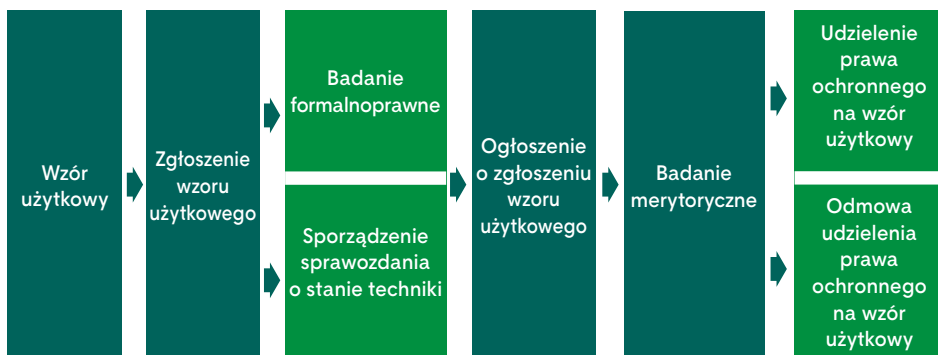 Wzór
użytkowy
Zgłoszenie
wzoru
użytkowego
Badanie
formalnoprawne
Sporządzenie
sprawozdania
o stanie techniki
Ogłoszenie
o zgłoszeniu
wzoru
użytkowego
Badanie
merytoryczne
Udzielenie
prawa
ochronnego
na wzór
użytkowy
Odmowa
udzielenia
prawa
ochronnego
na wzór
użytkowy